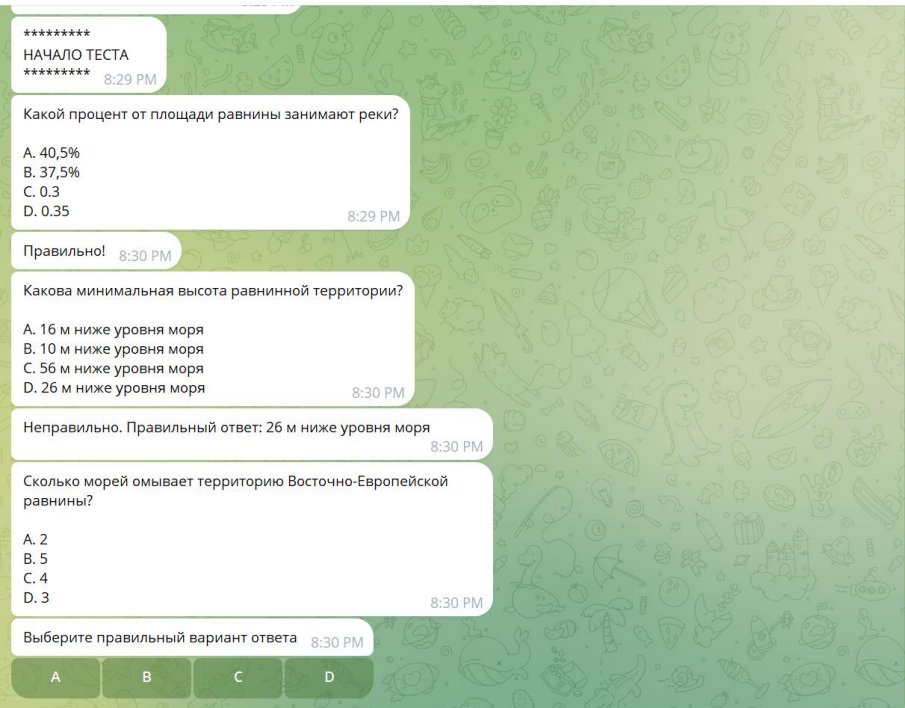 *********
НАЧАЛО ТЕСТА
*********
8:29 PM
Какой процент от площади равнины занимают реки?
A. 40,5%
B. 37,5%
C. 0.3
D. 0.35
8:29 PM
Правильно!
8:30 PM
Какова минимальная высота равнинной территории?
A. 16 м ниже уровня моря
B. 10 м ниже уровня моря
C. 56 м ниже уровня моря
D. 26 м ниже уровня моря
8:30 PM
Неправильно. Правильный ответ: 26 м ниже уровня моря
8:30 PM
Сколько морей омывает территорию Восточно-Европейской
равнины?
A. 2
B. 5
C. 4
D. 3
8:30 PM
Выберите правильный вариант ответа
8:30 PM
A B C D